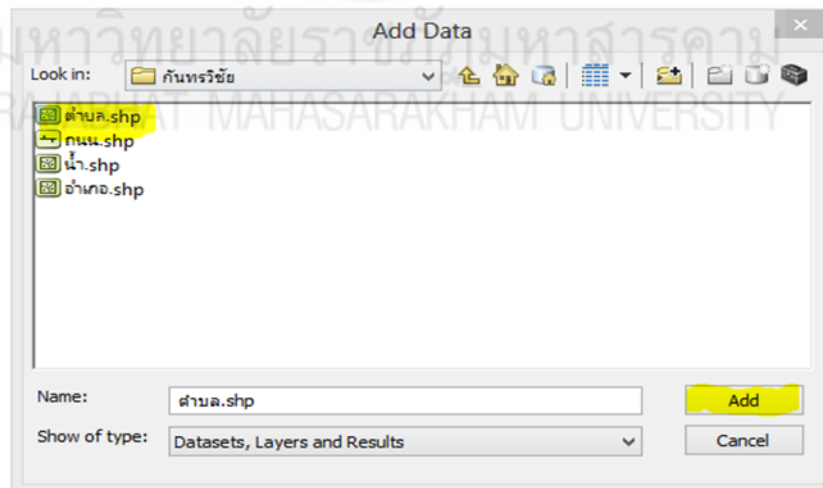 มหาวิทยาลัยราชภัฏมหาสารคาม
Add Data
Look in:
กันทรวิชัย
RAJABHAT MAHASARAKHAM UNIVERSITY
ตำบล.shp
ถนน.shp
น้ำ.shp
อำเภอ.shp
Name:
ตำบล.shp
Add
Show of type:
Datasets, Layers and Results
Cancel